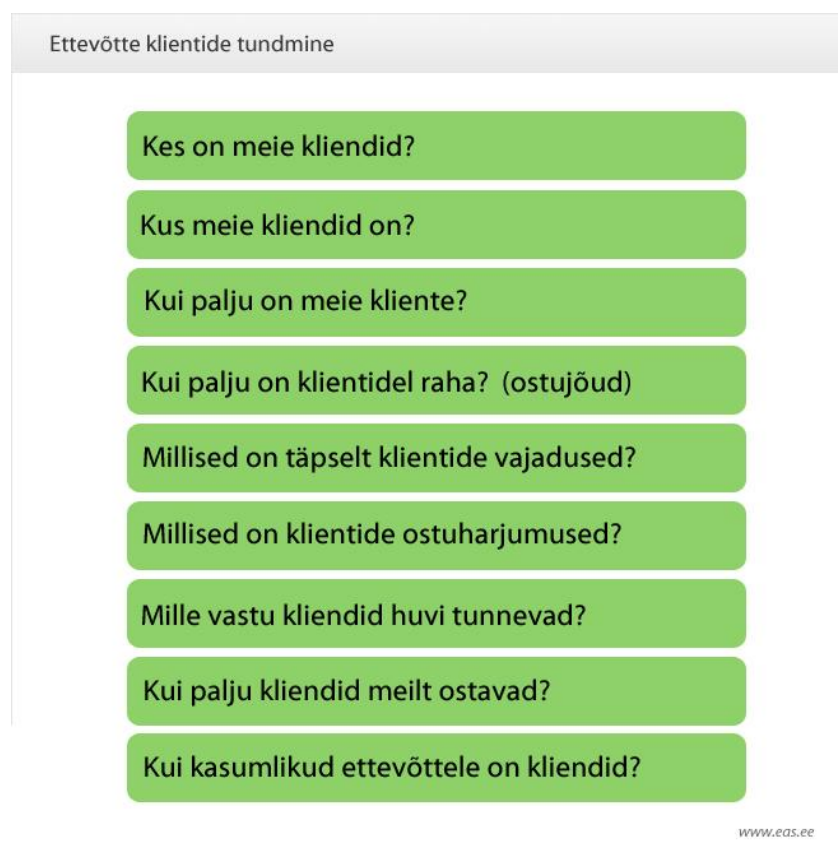 Ettevõtte klientide tundmine
Kes on meie kliendid?
Kus meie kliendid on?
Kui palju on meie kliente?
Kui palju on klientidel raha? (ostujõud)
Millised on täpselt klientide vajadused?
Millised on klientide ostuharjumused?
Mille vastu kliendid huvi tunnevad?
Kui palju kliendid meilt ostavad?
Kui kasumlikud ettevõttele on kliendid?
www.eas.ee